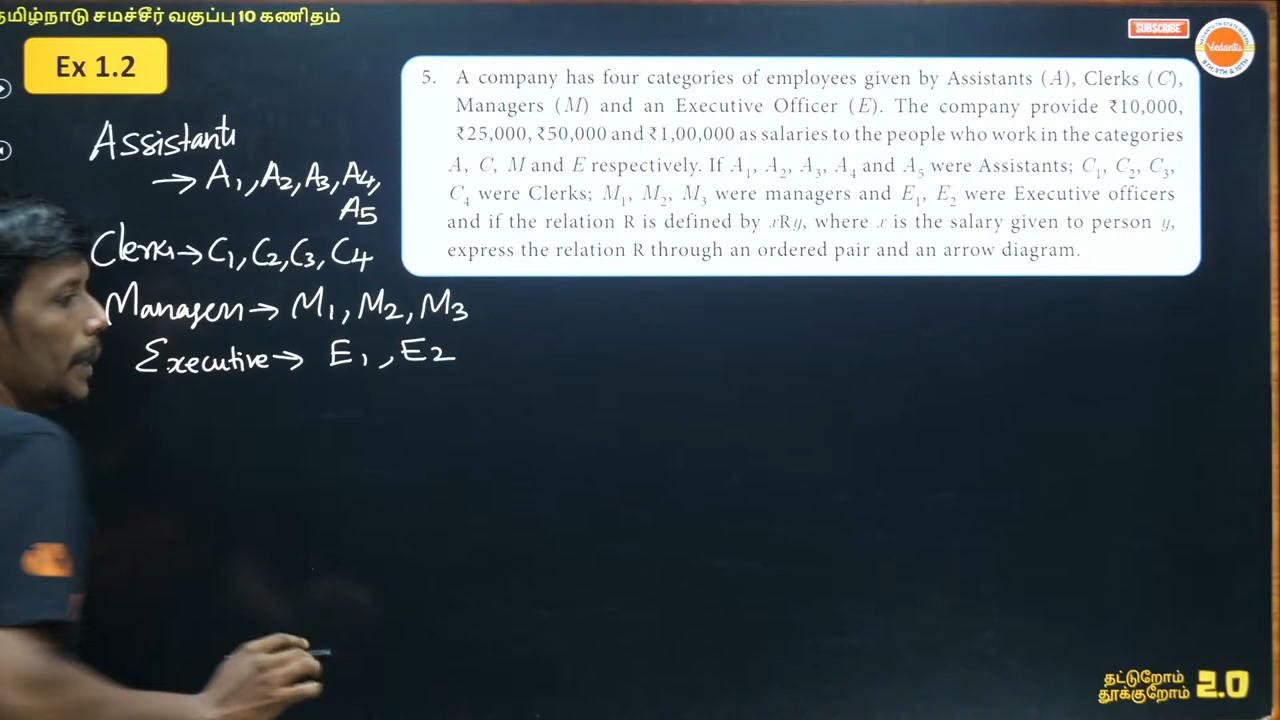 தமிழ்நாடு சமச்சீர் வகுப்பு 10 கணிதம்
SUBSCRIBE
Vedantu
8TH, 9TH & 10TH
Ex 1.2
5. A company has four categories of employees given by Assistants (A), Clerks (C),
Managers (M) and an Executive Officer (E). The company provide ₹10,000,
₹25,000, ₹50,000 and ₹1,00,000 as salaries to the people who work in the categories
A, C, M and E respectively. If A₁, A₂, A₃, A₄ and A₅ were Assistants; C₁, C₂, C₃,
C₄ were Clerks; M₁, M₂, M₃ were managers and E₁, E₂ were Executive officers
and if the relation R is defined by xRy, where x is the salary given to person y,
express the relation R through an ordered pair and an arrow diagram.
Assistants
→ A₁, A₂, A₃, A₄,
A₅
Clerks → C₁, C₂, C₃, C₄
Managers → M₁, M₂, M₃
Executive → E₁, E₂
தட்டுறோம்
தூக்குறோம் 2.0